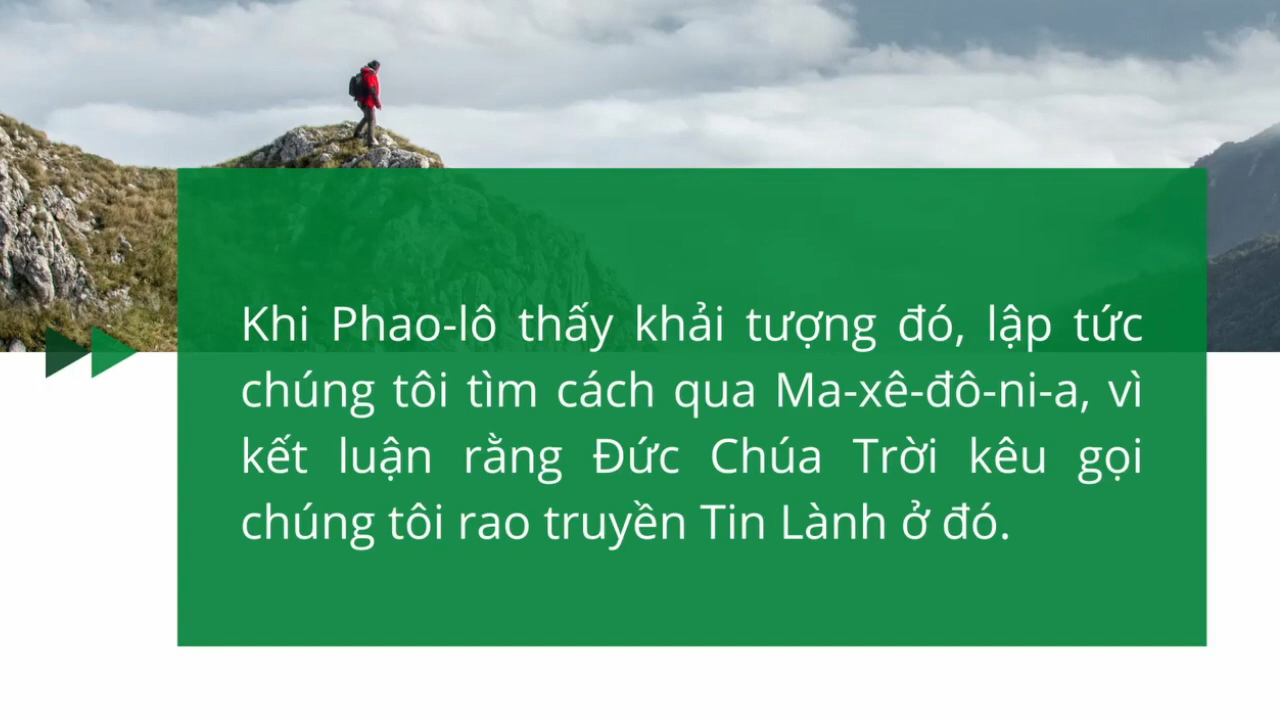 Khi Phao-lô thấy khải tượng đó, lập tức
chúng tôi tìm cách qua Ma-xê-đô-ni-a, vì
kết luận rằng Đức Chúa Trời kêu gọi
chúng tôi rao truyền Tin Lành ở đó.